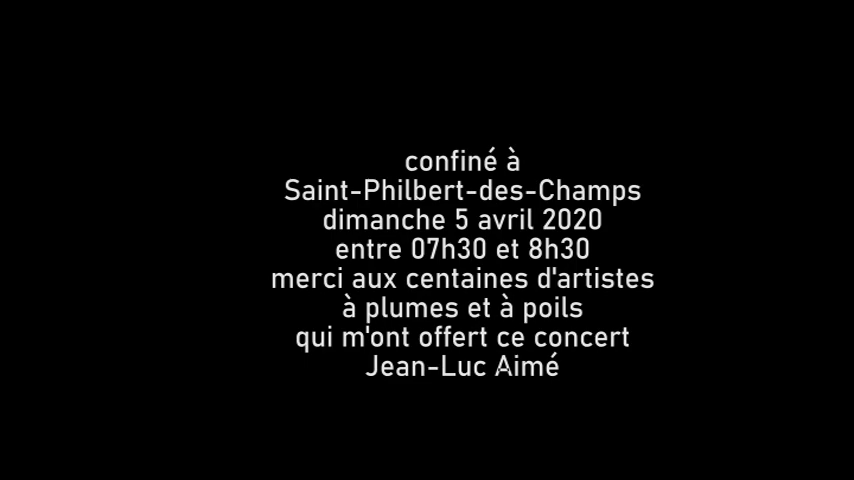 confiné à
Saint-Philbert-des-Champs
dimanche 5 avril 2020
entre 07h30 et 8h30
merci aux centaines d'artistes
à plumes et à poils
qui m'ont offert ce concert
Jean-Luc Aimé